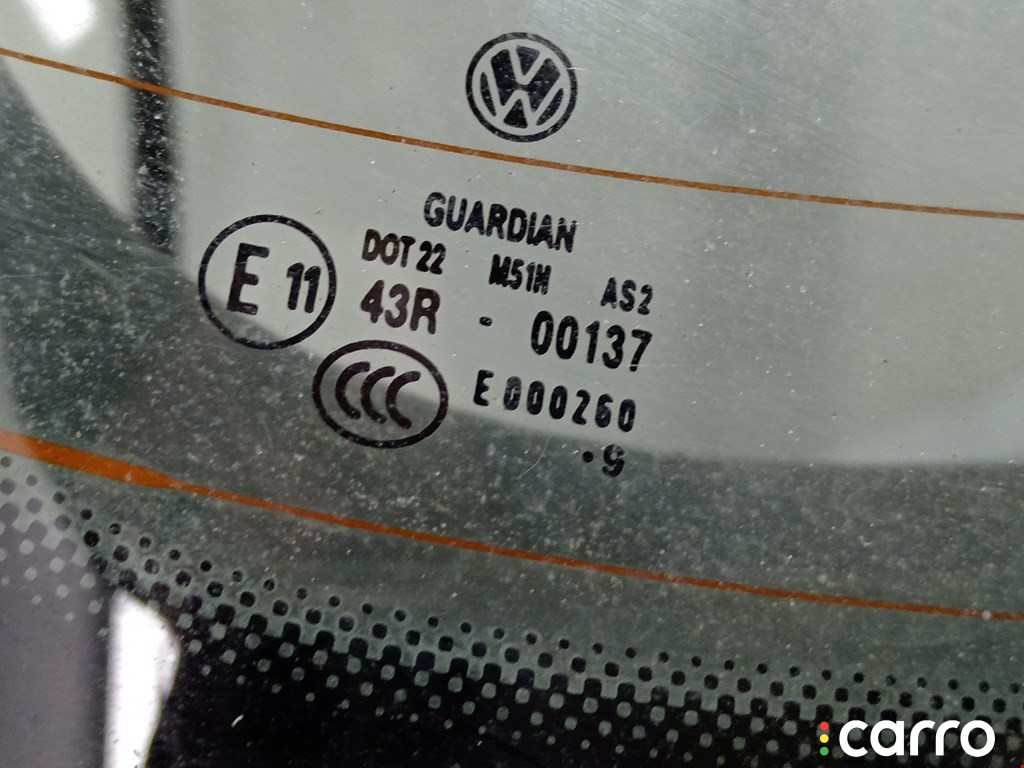 GUARDIAN
DOT 22 M51H AS2
E 11
43R - 00137
CCC
E 000260
.9
carro